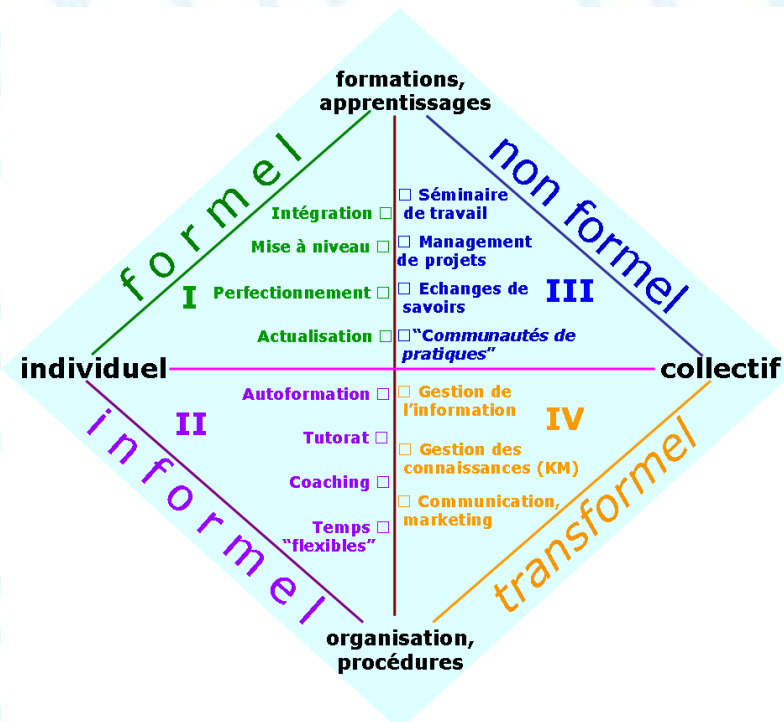 formations,
apprentissages
formel
non formel
□ Séminaire
de travail
Intégration □
□ Management
de projets
Mise à niveau □
I
Perfectionnement □
□ Echanges de
savoirs
III
Actualisation □
□“Communautés de
pratiques”
individuel
collectif
Autoformation □
□ Gestion de
l’information
II
IV
Tutorat □
□ Gestion des
connaissances (KM)
Coaching □
□ Communication,
marketing
Temps □
“flexibles”
informel
transformel
organisation,
procédures